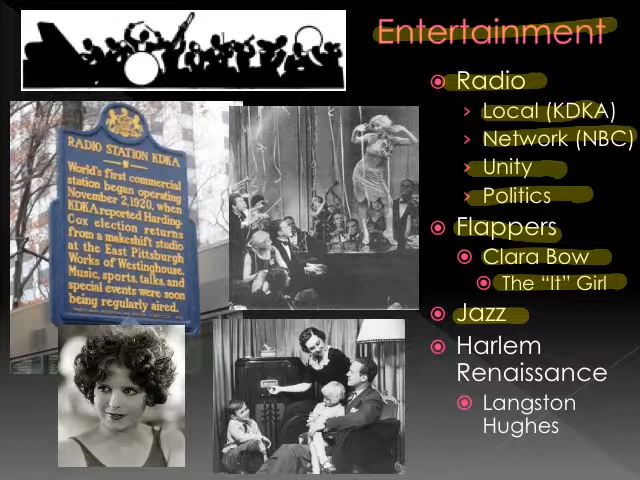 Entertainment
Radio
Local (KDKA)
Network (NBC)
Unity
Politics
Flappers
Clara Bow
The “It” Girl
Jazz
Harlem
Renaissance
Langston
Hughes
RADIO STATION KDKA
World's first commercial
station began operating
November 2, 1920, when
KDKA reported Harding-
Cox election returns
from a makeshift studio
at the East Pittsburgh
Works of Westinghouse.
Music, sports, talks, and
special events were soon
being regularly aired.